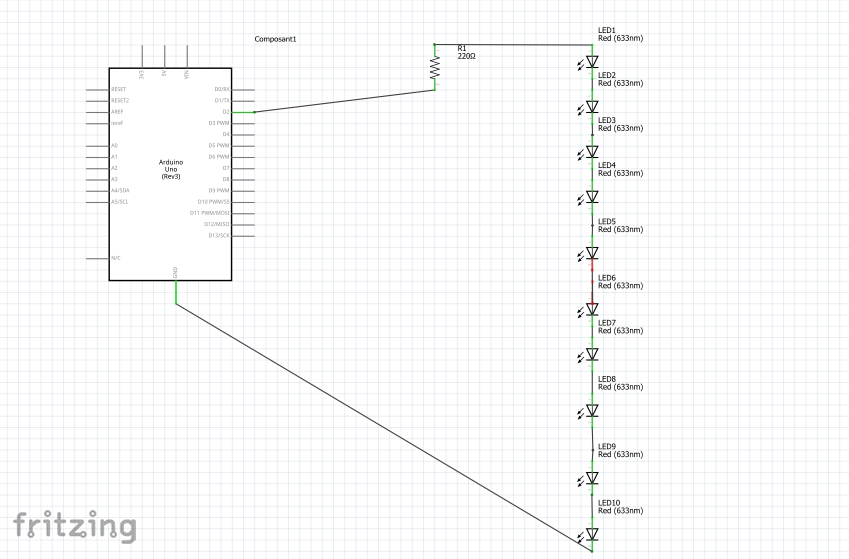 Composant1
3V3
5V
VIN
RESET
RESET2
AREF
ioref
A0
A1
A2
A3
A4/SDA
A5/SCL
N/C
Arduino
Uno
(Rev3)
D0/RX
D1/TX
D2
D3 PWM
D4
D5 PWM
D6 PWM
D7
D8
D9 PWM
D10 PWM/SS
D11 PWM/MOSI
D12/MISO
D13/SCK
GND
R1
220Ω
LED1
Red (633nm)
LED2
Red (633nm)
LED3
Red (633nm)
LED4
Red (633nm)
LED5
Red (633nm)
LED6
Red (633nm)
LED7
Red (633nm)
LED8
Red (633nm)
LED9
Red (633nm)
LED10
Red (633nm)
fritzing